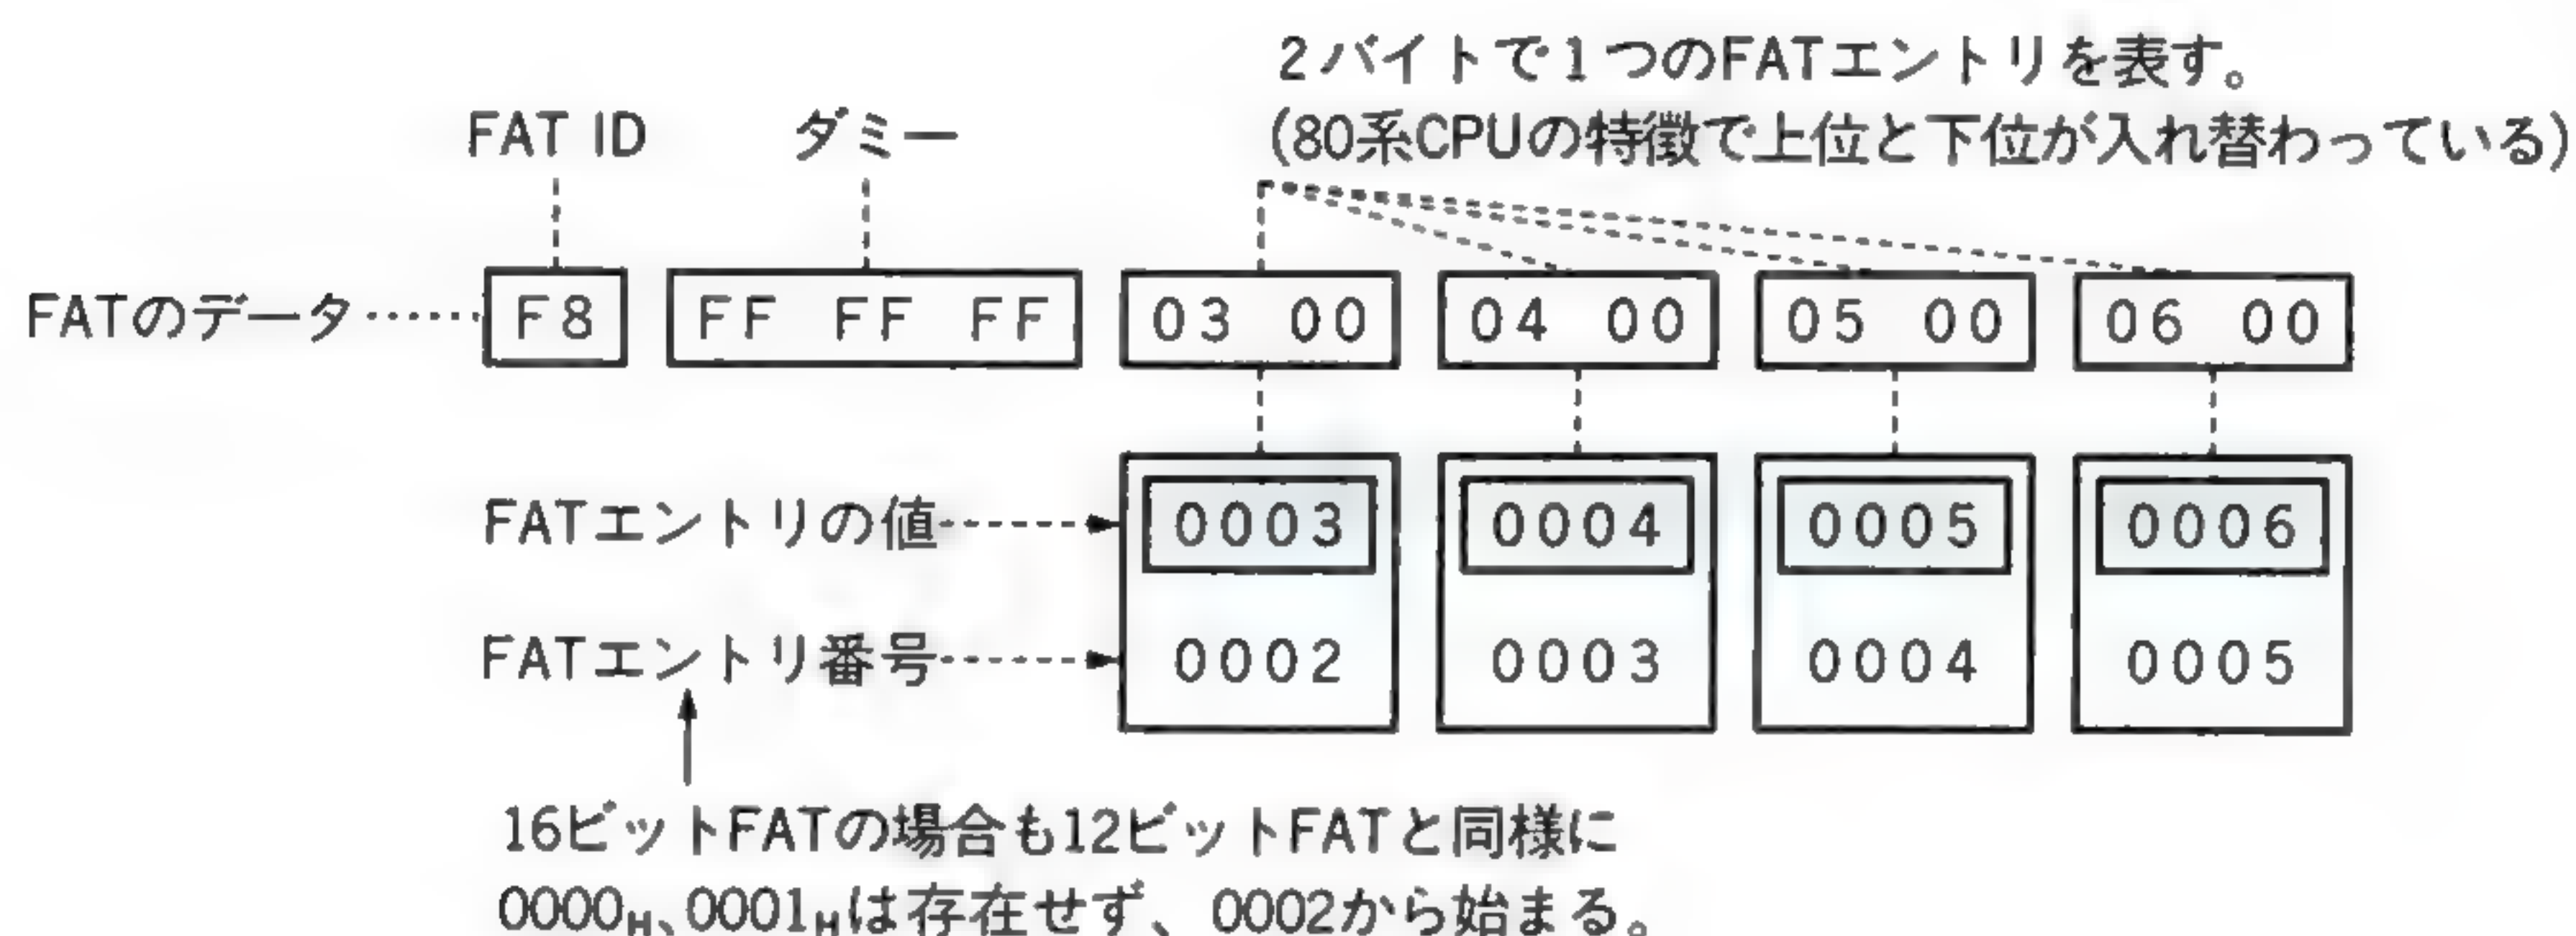 2バイトで1つのFATエントリを表す。
(80系CPUの特徴で上位と下位が入れ替わっている)
FAT ID ダミー
FATのデータ…… F8 FF FF FF 03 00 04 00 05 00 06 00
FATエントリの値 0003 0004 0005 0006
FATエントリ番号 0002 0003 0004 0005
16ビットFATの場合も12ビットFATと同様に
0000H、0001Hは存在せず、0002から始まる。